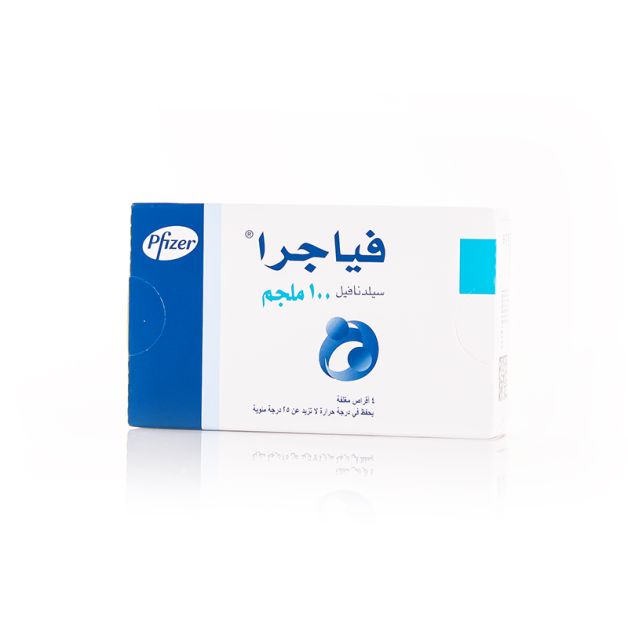 Pfizer
فياجرا ®
سيلدنافيل ١٠٠ ملجم
٤ أقراص مغلفة
يحفظ في درجة حرارة لا تزيد عن ٢٥ درجة مئوية